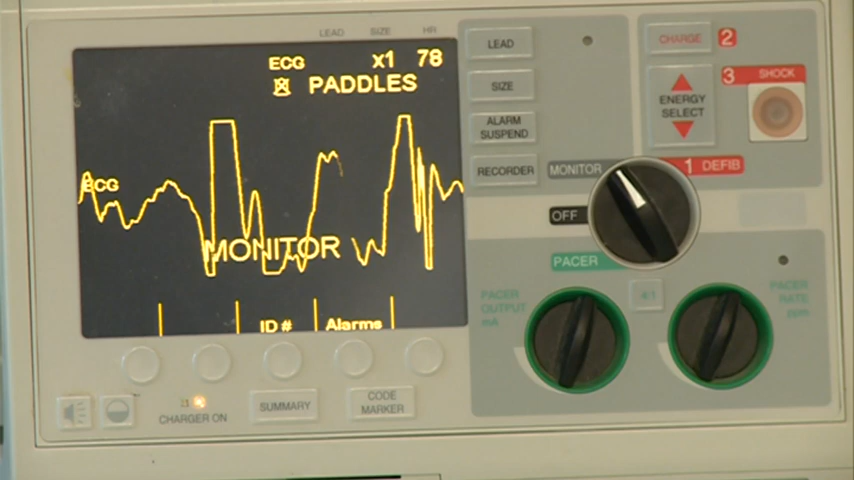 LEAD SIZE HR
ECG x1 78
PADDLES
ECG
MONITOR
ID # Alarms
LEAD
SIZE
ALARM
SUSPEND
RECORDER
CHARGE 2
3 SHOCK
ENERGY
SELECT
MONITOR
1 DEFIB
OFF
PACER
PACER
OUTPUT
mA
4:1
PACER
RATE
ppm
CHARGER ON
SUMMARY
CODE
MARKER